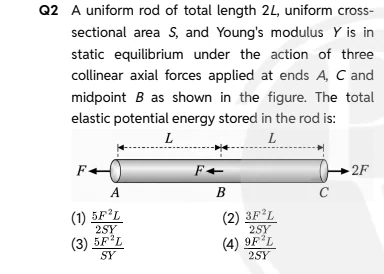 Q2 A uniform rod of total length 2L, uniform cross-
sectional area S, and Young's modulus Y is in
static equilibrium under the action of three
collinear axial forces applied at ends A, C and
midpoint B as shown in the figure. The total
elastic potential energy stored in the rod is:
L L
F F 2F
A B C
(1) 5F²L/2SY (2) 3F²L/2SY
(3) 5F²L/SY (4) 9F²L/2SY